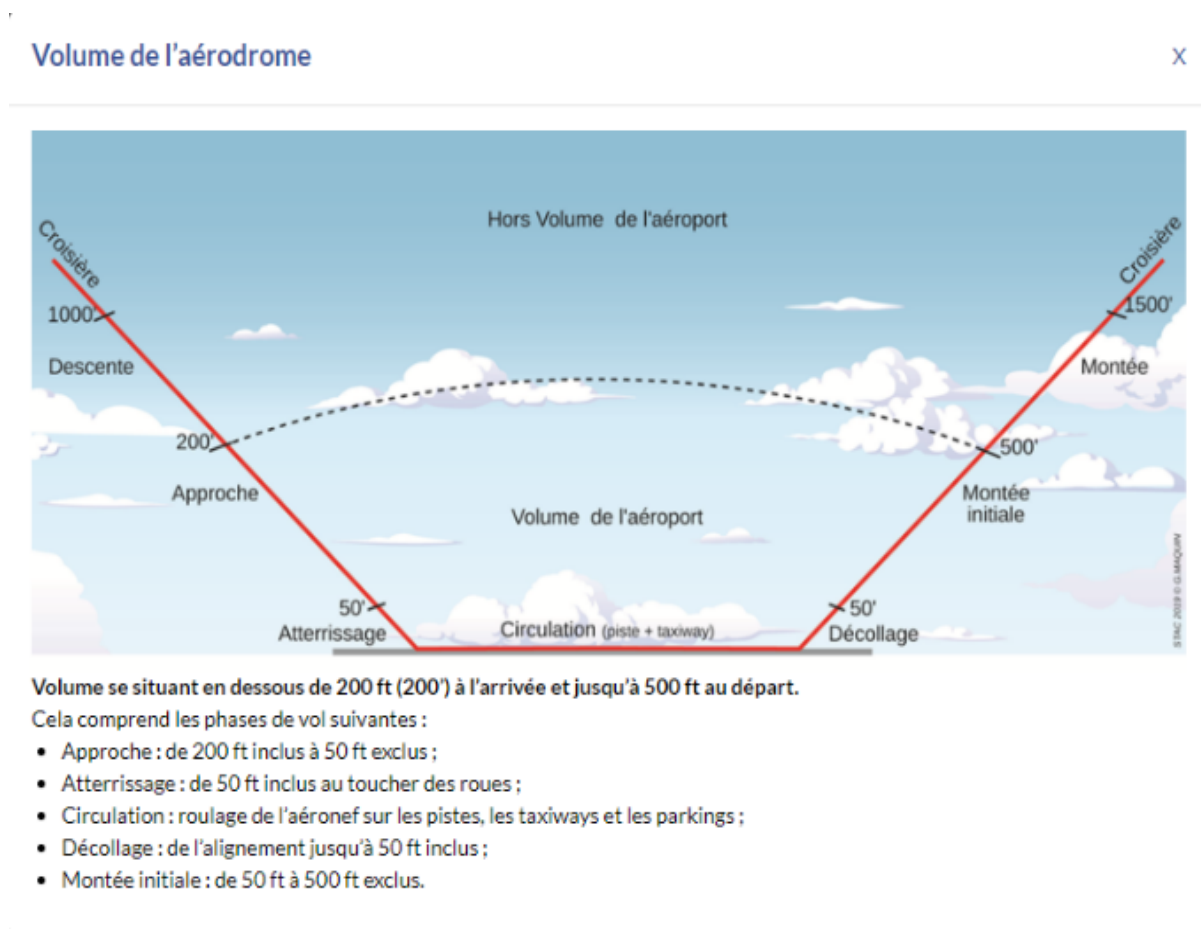 Volume de l'aérodrome
X
Hors Volume de l'aéroport
Croisière
Croisière
1000'
1500'
Descente
Montée
200'
500'
Approche
Montée
initiale
Volume de l'aéroport
50'
50'
Atterrissage
Circulation (piste + taxiway)
Décollage
STAC 2019 © G.MAQUIN
Volume se situant en dessous de 200 ft (200') à l'arrivée et jusqu'à 500 ft au départ.
Cela comprend les phases de vol suivantes :
• Approche : de 200 ft inclus à 50 ft exclus ;
• Atterrissage : de 50 ft inclus au toucher des roues ;
• Circulation : roulage de l'aéronef sur les pistes, les taxiways et les parkings ;
• Décollage : de l'alignement jusqu'à 50 ft inclus ;
• Montée initiale : de 50 ft à 500 ft exclus.